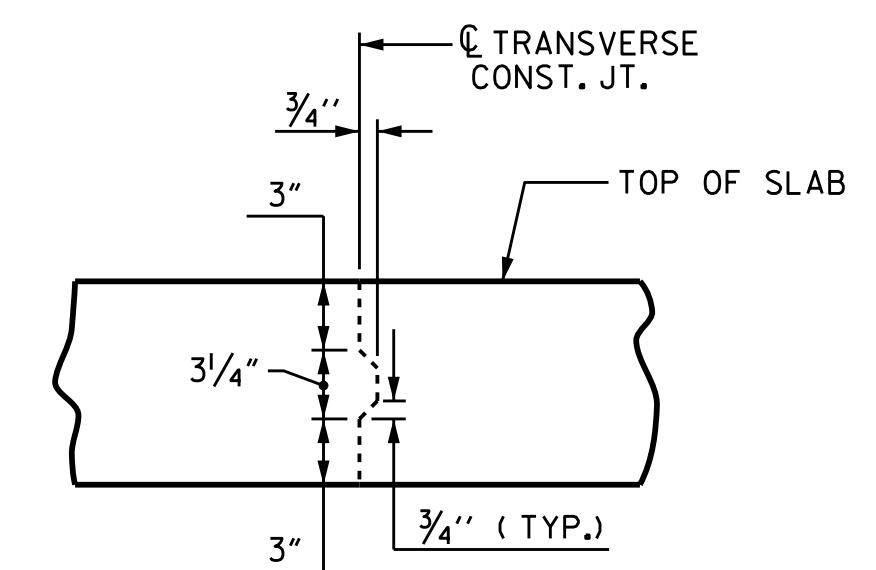 ℄ TRANSVERSE
CONST. JT.
3/4''
3"
TOP OF SLAB
3 1/4"
3/4'' ( TYP.)
3"